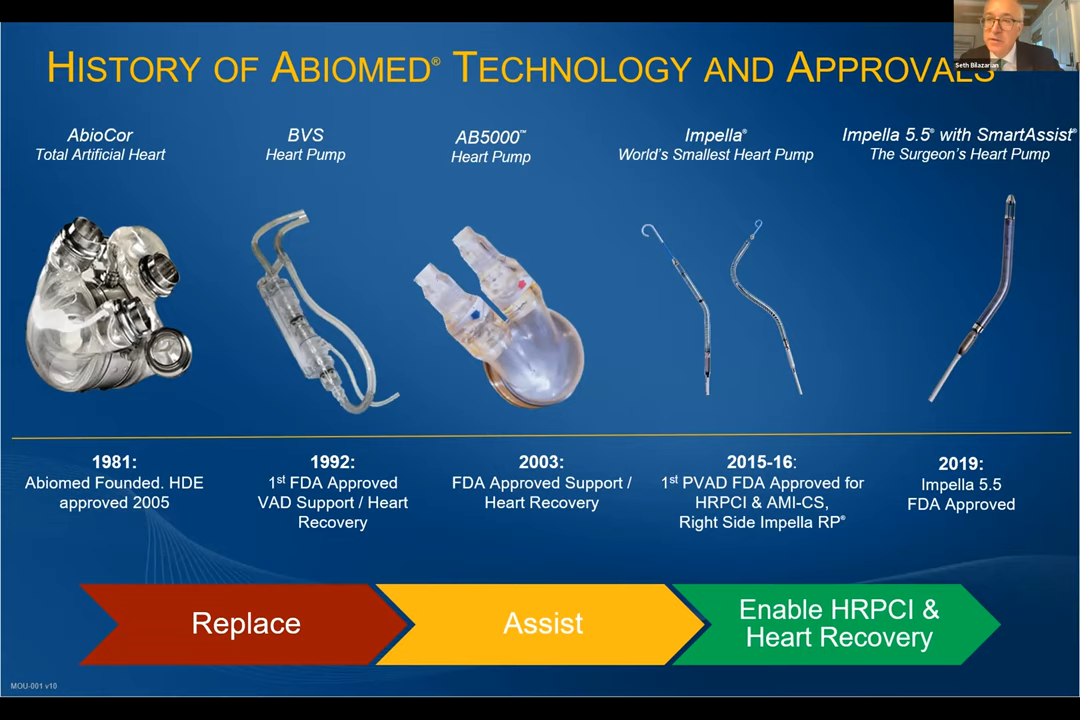 Seth Bilazarian
HISTORY OF ABIOMED® TECHNOLOGY AND APPROVALS
AbioCor
Total Artificial Heart
BVS
Heart Pump
AB5000™
Heart Pump
Impella®
World's Smallest Heart Pump
Impella 5.5® with SmartAssist®
The Surgeon's Heart Pump
1981:
Abiomed Founded. HDE
approved 2005
1992:
1st FDA Approved
VAD Support / Heart
Recovery
2003:
FDA Approved Support /
Heart Recovery
2015-16:
1st PVAD FDA Approved for
HRPCI & AMI-CS,
Right Side Impella RP®
2019:
Impella 5.5
FDA Approved
Replace
Assist
Enable HRPCI &
Heart Recovery
MOU-001 v10